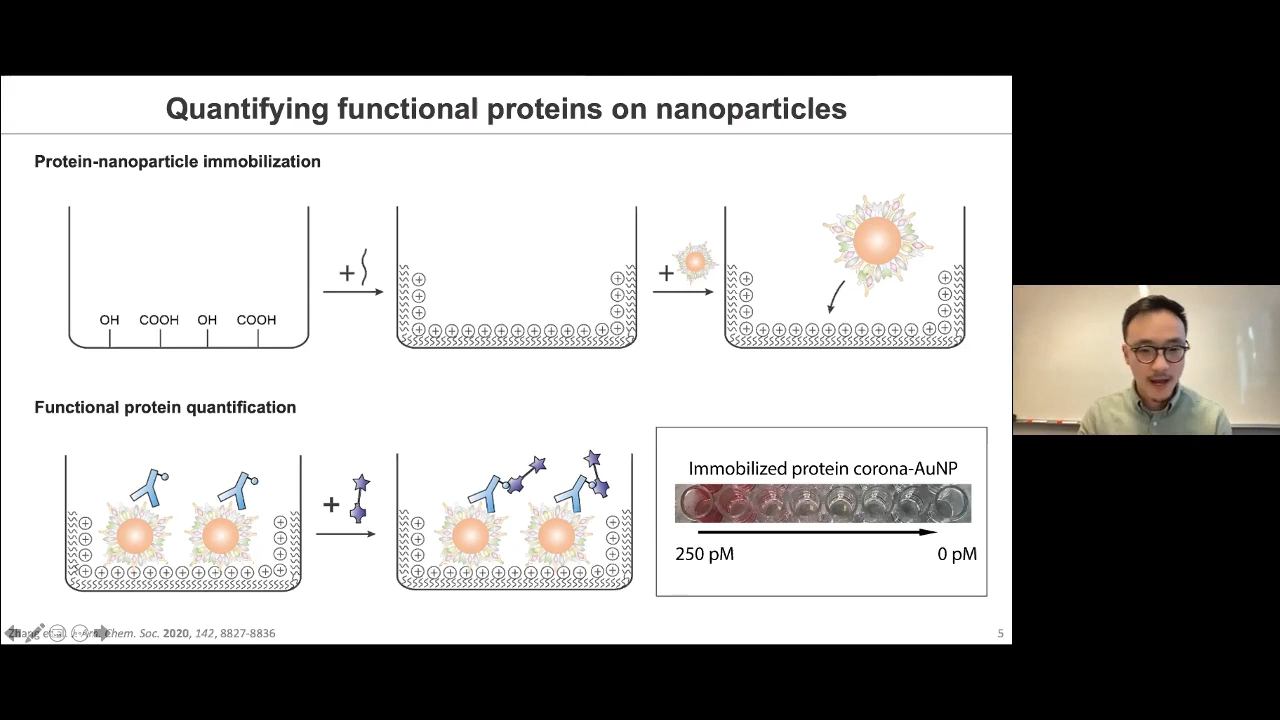 Quantifying functional proteins on nanoparticles
Protein-nanoparticle immobilization
+ +
OH COOH OH COOH
Functional protein quantification
+
Immobilized protein corona-AuNP
250 pM 0 pM
Chem. Soc. 2020, 142, 8827-8836
5